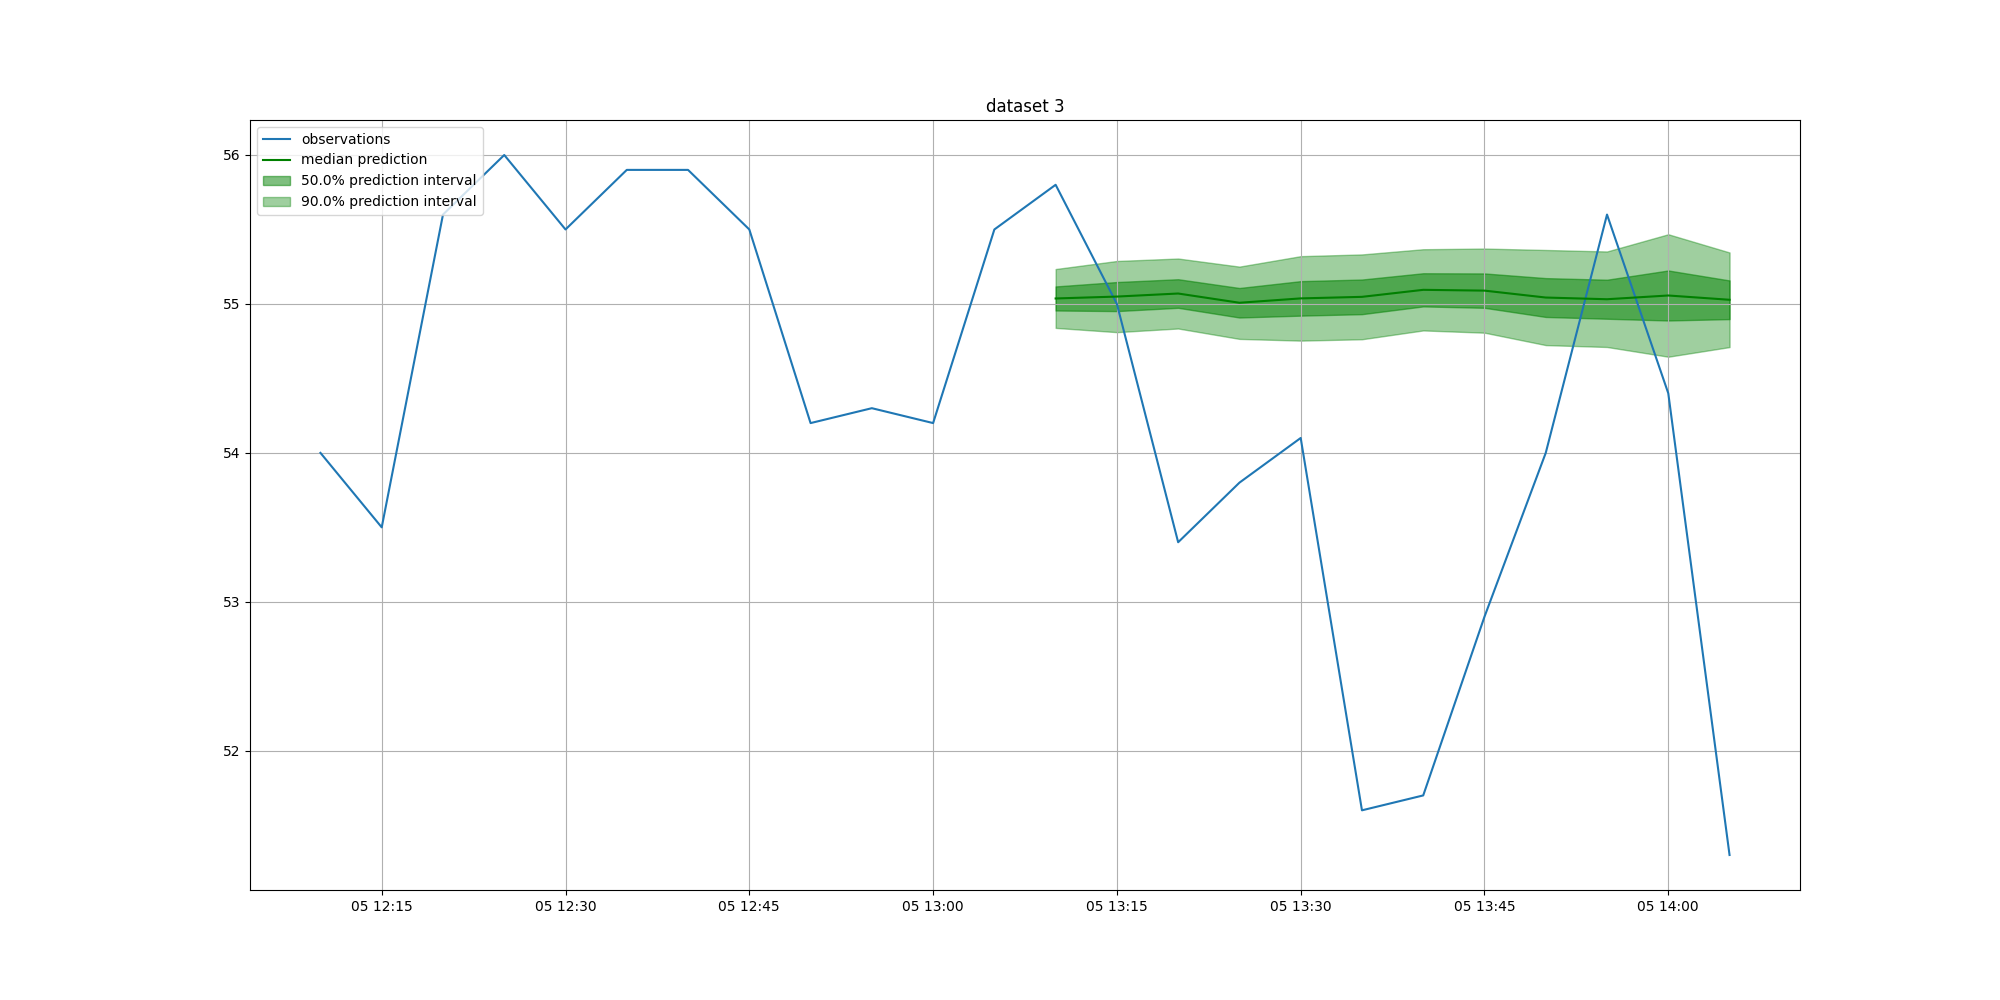 dataset 3
observations
median prediction
50.0% prediction interval
90.0% prediction interval
56
55
54
53
52
05 12:15
05 12:30
05 12:45
05 13:00
05 13:15
05 13:30
05 13:45
05 14:00